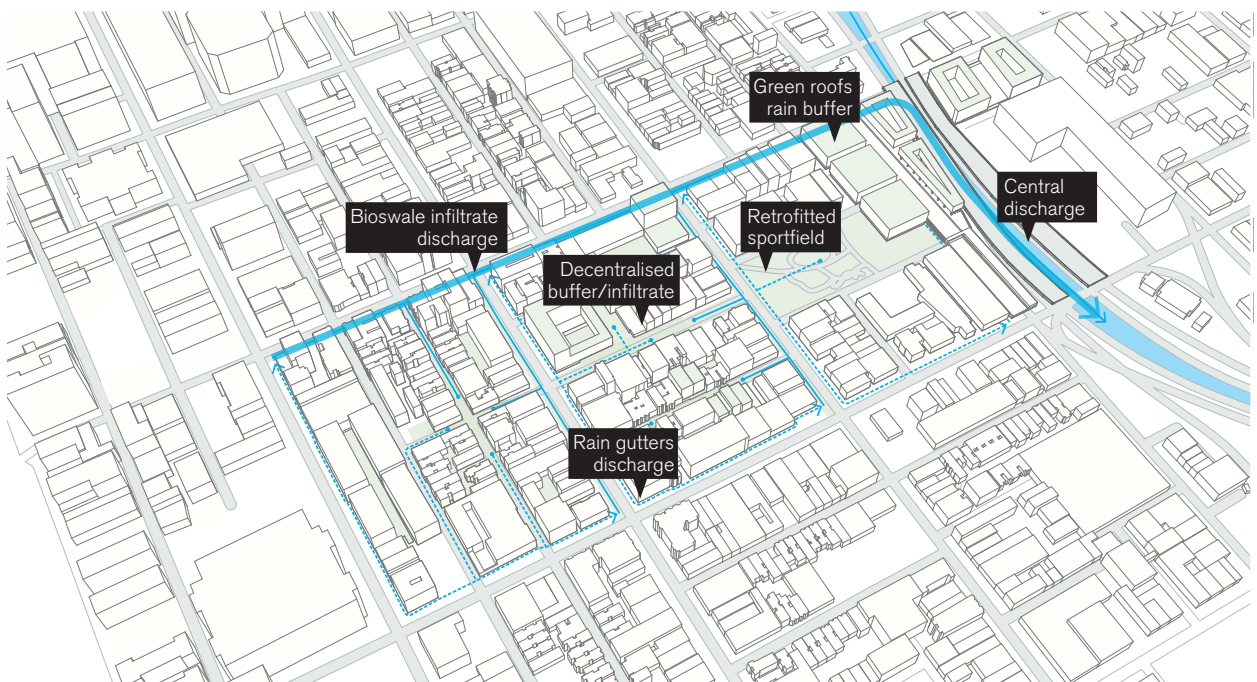 Green roofs
rain buffer
Central
discharge
Bioswale infiltrate
discharge
Retrofitted
sportfield
Decentralised
buffer/infiltrate
Rain gutters
discharge